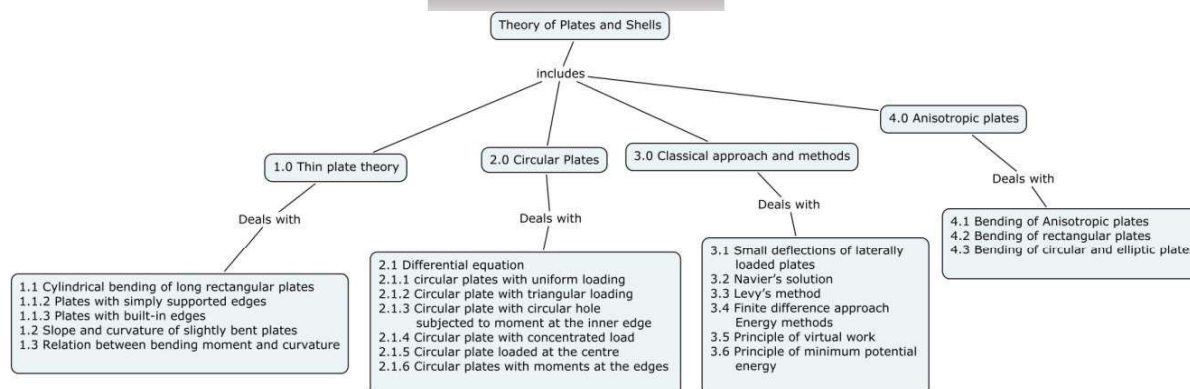 Theory of Plates and Shells
includes
4.0 Anisotropic plates
1.0 Thin plate theory
2.0 Circular Plates
3.0 Classical approach and methods
Deals with
Deals with
Deals with
Deals with
1.1 Cylindrical bending of long rectangular plates
1.1.2 Plates with simply supported edges
1.1.3 Plates with built-in edges
1.2 Slope and curvature of slightly bent plates
1.3 Relation between bending moment and curvature
2.1 Differential equation
2.1.1 circular plates with uniform loading
2.1.2 Circular plate with triangular loading
2.1.3 Circular plate with circular hole
subjected to moment at the inner edge
2.1.4 Circular plate with concentrated load
2.1.5 Circular plate loaded at the centre
2.1.6 Circular plates with moments at the edges
3.1 Small deflections of laterally
loaded plates
3.2 Navier's solution
3.3 Levy's method
3.4 Finite difference approach
Energy methods
3.5 Principle of virtual work
3.6 Principle of minimum potential
energy
4.1 Bending of Anisotropic plates
4.2 Bending of rectangular plates
4.3 Bending of circular and elliptic plate